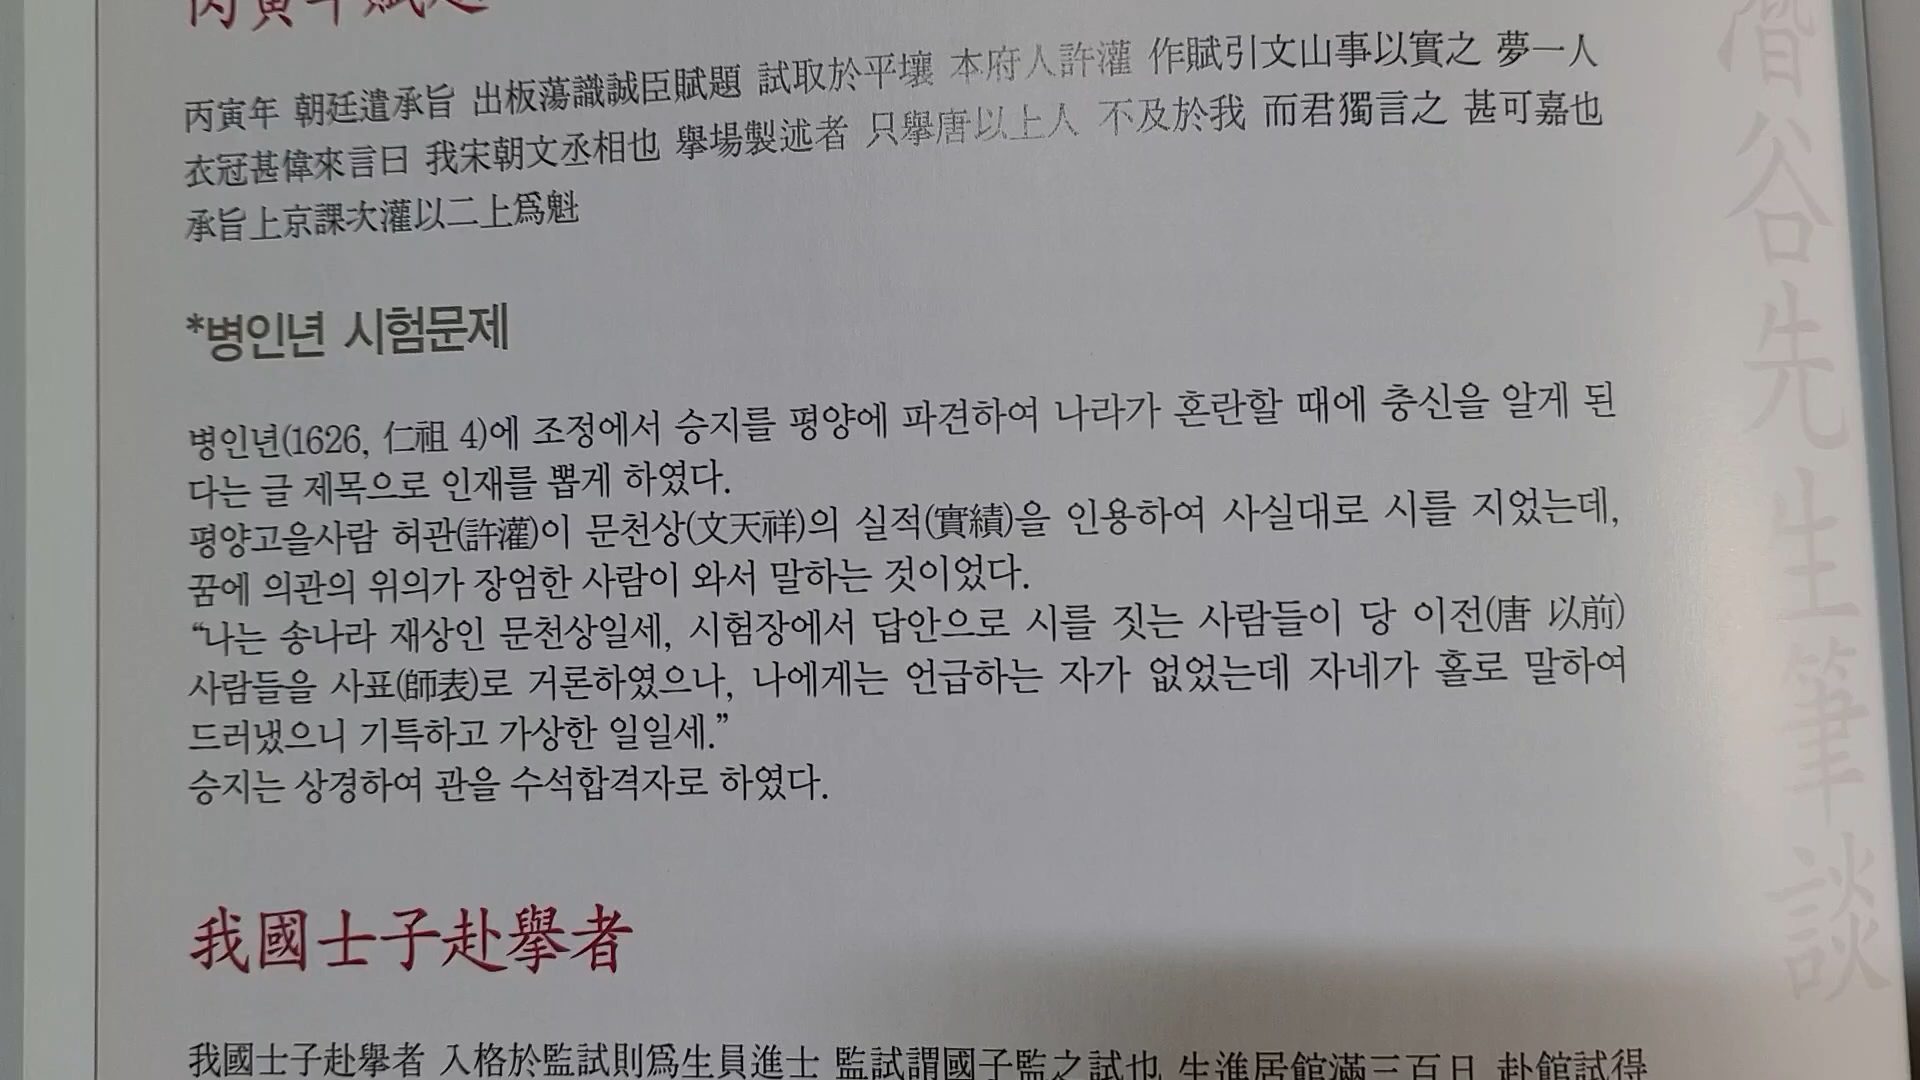 丙寅年賦題
丙寅年 朝廷遣承旨 出板蕩識誠臣賦題 試取於平壤 本府人許灌 作賦引文山事以實之 夢一人
衣冠甚偉來言曰 我宋朝文丞相也 擧場製述者 只擧唐以上人 不及於我 而君獨言之 甚可嘉也
承旨上京課次灌以二上爲魁
*병인년 시험문제
병인년(1626, 仁祖 4)에 조정에서 승지를 평양에 파견하여 나라가 혼란할 때에 충신을 알게 된
다는 글 제목으로 인재를 뽑게 하였다.
평양고을사람 허관(許灌)이 문천상(文天祥)의 실적(實績)을 인용하여 사실대로 시를 지었는데,
꿈에 의관의 위의가 장엄한 사람이 와서 말하는 것이었다.
“나는 송나라 재상인 문천상일세, 시험장에서 답안으로 시를 짓는 사람들이 당 이전(唐 以前)
사람들을 사표(師表)로 거론하였으나, 나에게는 언급하는 자가 없었는데 자네가 홀로 말하여
드러냈으니 기특하고 가상한 일일세.”
승지는 상경하여 관을 수석합격자로 하였다.
我國士子赴擧者
我國士子赴擧者 入格於監試則爲生員進士 監試謂國子監之試也 生進居館滿三百日 赴館試得
谷先生筆談